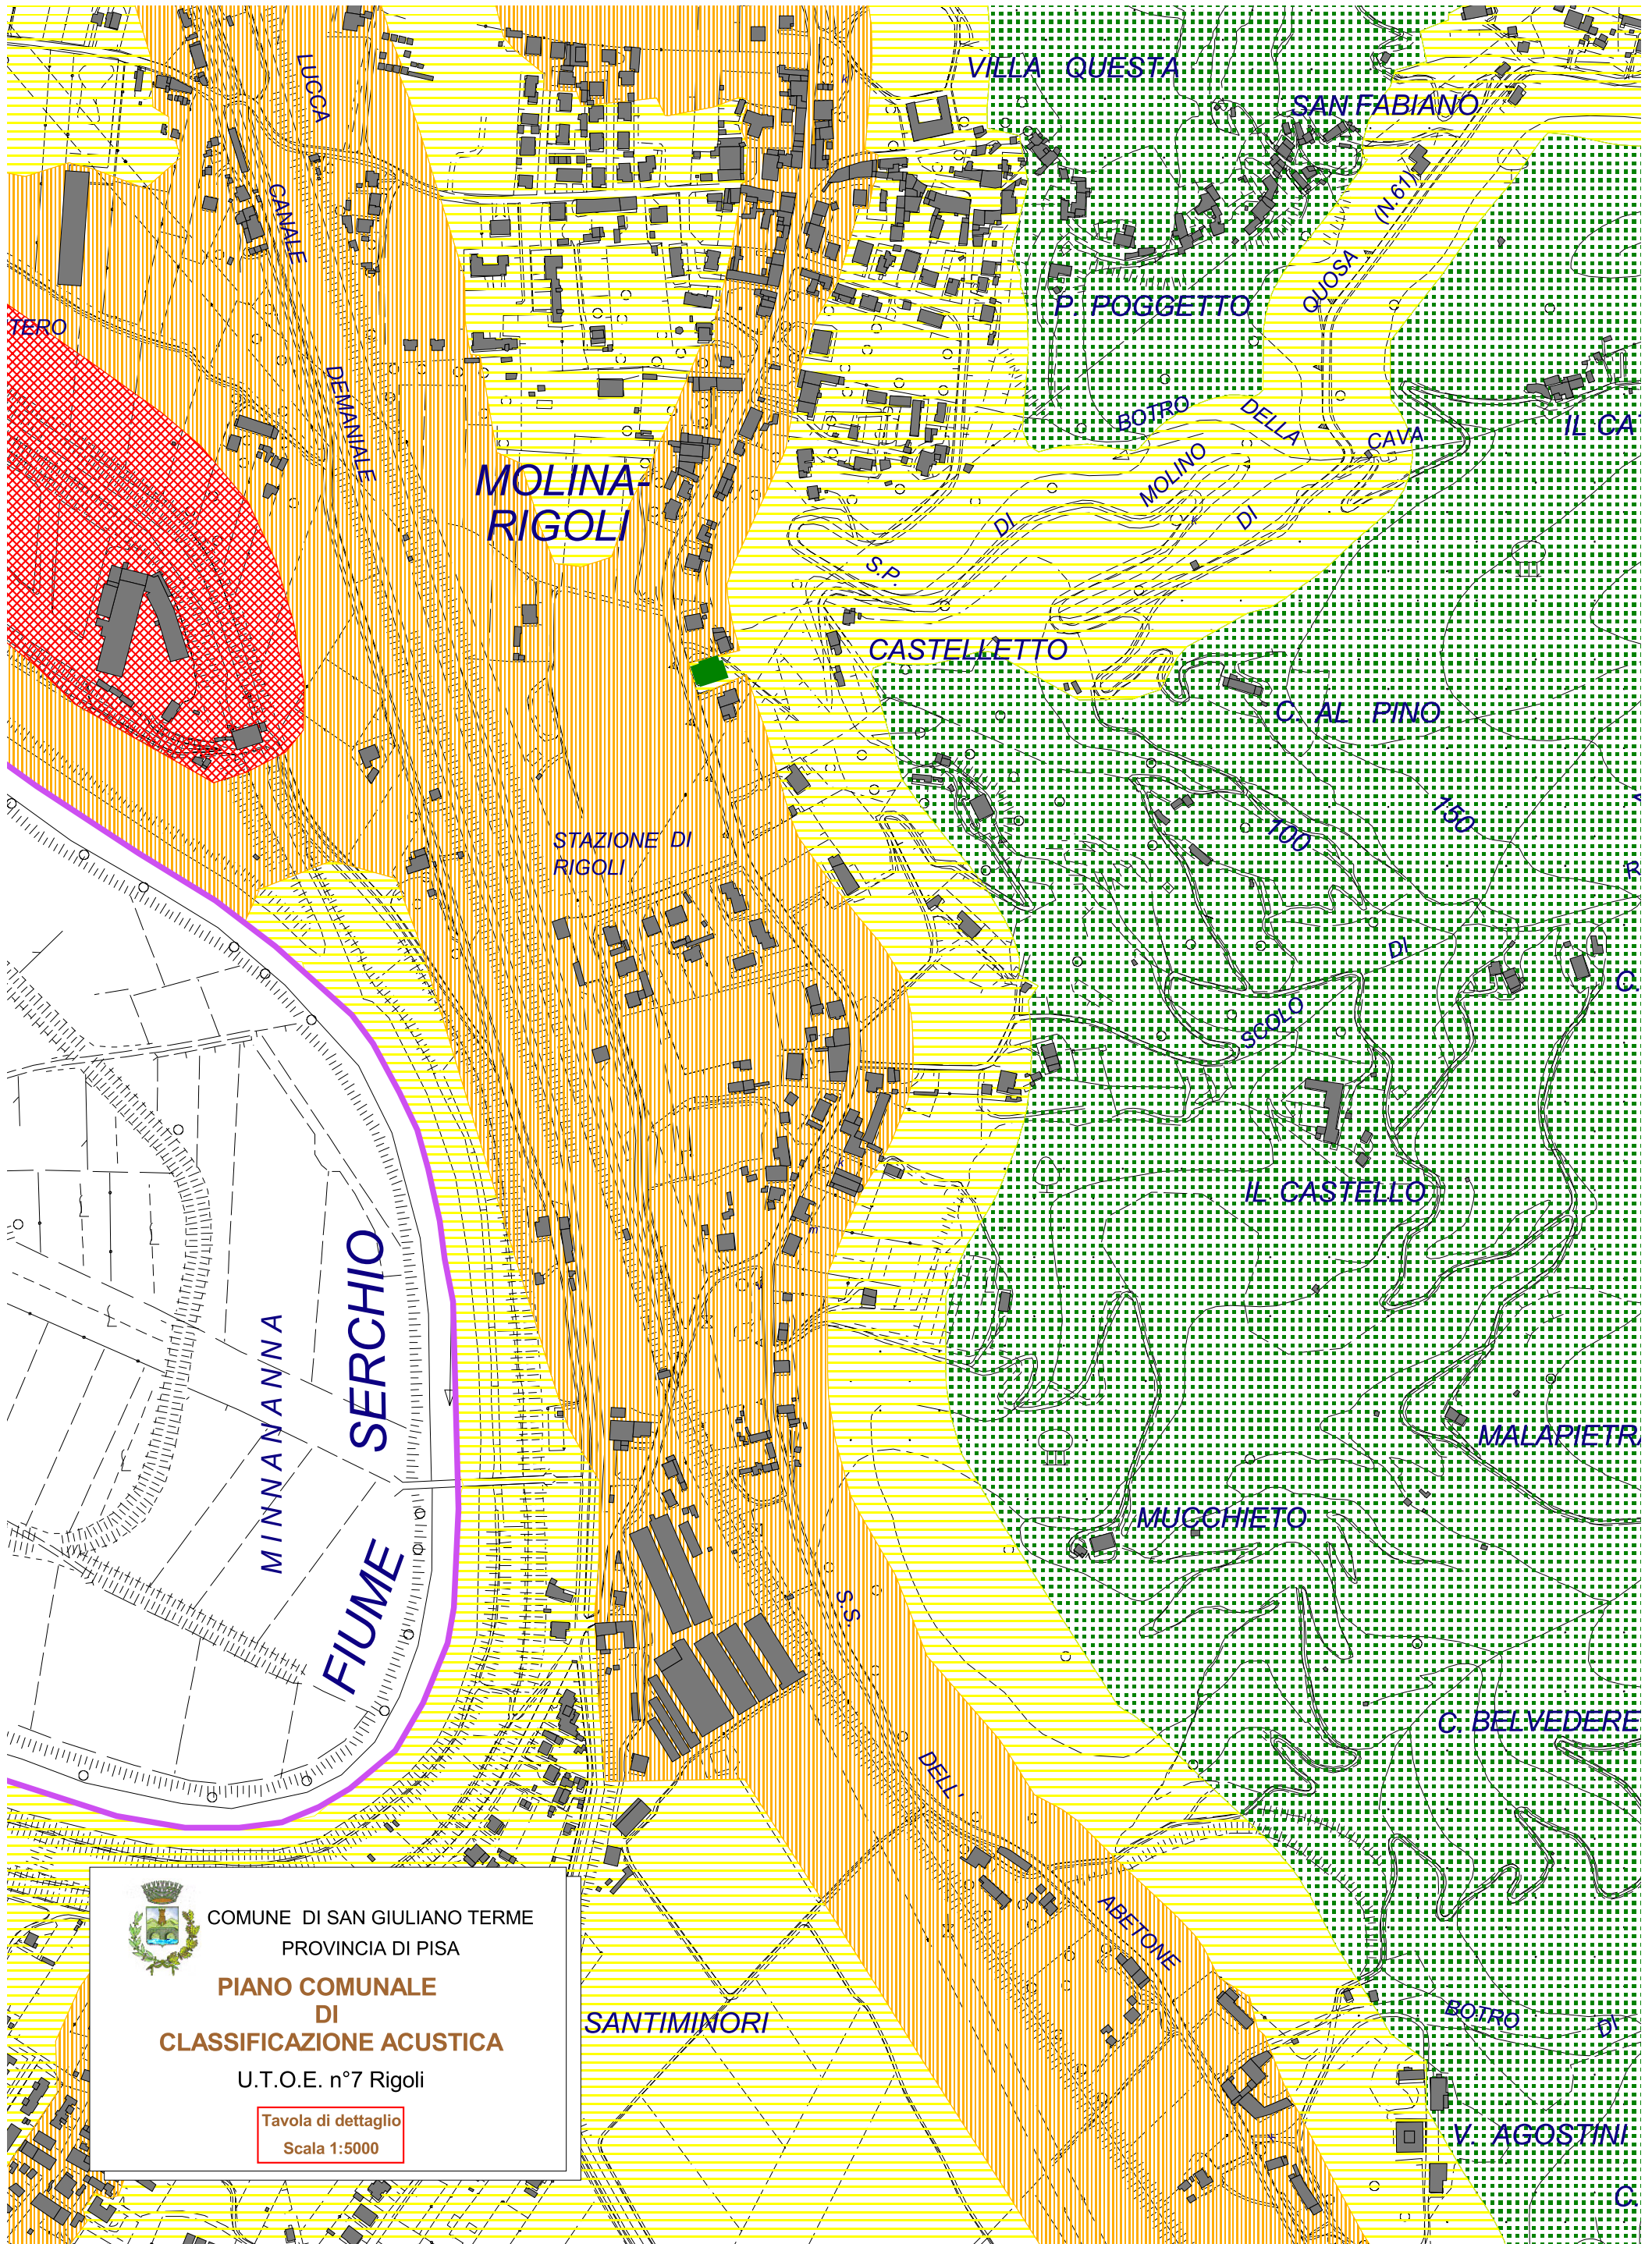 VILLA QUESTA
SAN FABIANO
LUCCA
CANALE
DEMANIALE
(N.61)
QUOSA
P. POGGETTO
TERO
BOTRO
DELLA
CAVA
IL CA
MOLINA-
RIGOLI
MOLINO
DI
DI
S.P.
CASTELLETTO
C. AL PINO
150
100
STAZIONE DI
RIGOLI
R
DI
C.
SCOLO
IL CASTELLO
SERCHIO
MINNANANNA
MALAPIETRA
MUCCHIETO
FIUME
S.S.
C. BELVEDERE
DELL'
ABETONE
COMUNE DI SAN GIULIANO TERME
PROVINCIA DI PISA
PIANO COMUNALE
DI
CLASSIFICAZIONE ACUSTICA
U.T.O.E. n°7 Rigoli
Tavola di dettaglio
Scala 1:5000
SANTIMINORI
BOTRO
DI
V. AGOSTINI
C.